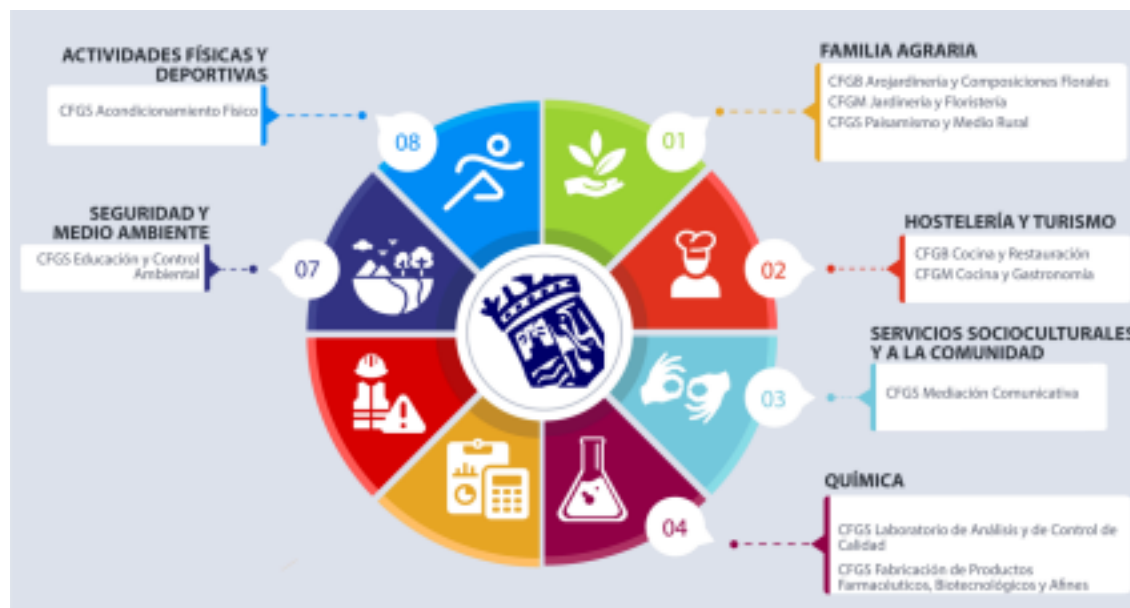 ACTIVIDADES FÍSICAS Y
DEPORTIVAS
CFGS Acondicionamiento Físico
08
SEGURIDAD Y
MEDIO AMBIENTE
CFGS Educación y Control
Ambiental
07
FAMILIA AGRARIA
CFGB Arojardinería y Composiciones Florales
CFGM Jardinería y Floristería
CFGS Paisamismo y Medio Rural
01
HOSTELERÍA Y TURISMO
CFGB Cocina y Restauración
CFGM Cocina y Gastronomía
02
SERVICIOS SOCIOCULTURALES
Y A LA COMUNIDAD
CFGS Mediación Comunicativa
03
QUÍMICA
CFGS Laboratorio de Análisis y de Control de
Calidad
CFGS Fabricación de Productos
Farmacéuticos, Biotecnológicos y Afines
04